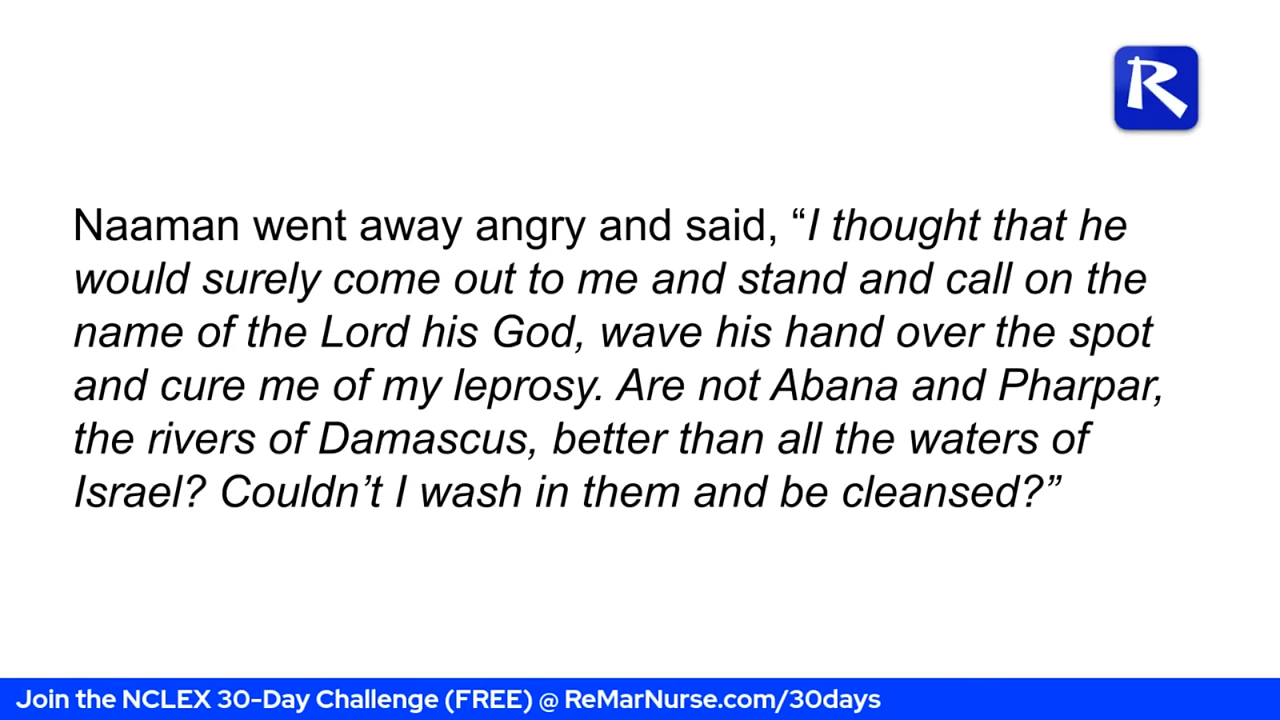 R
Naaman went away angry and said, “I thought that he
would surely come out to me and stand and call on the
name of the Lord his God, wave his hand over the spot
and cure me of my leprosy. Are not Abana and Pharpar,
the rivers of Damascus, better than all the waters of
Israel? Couldn’t I wash in them and be cleansed?”
Join the NCLEX 30-Day Challenge (FREE) @ ReMarNurse.com/30days